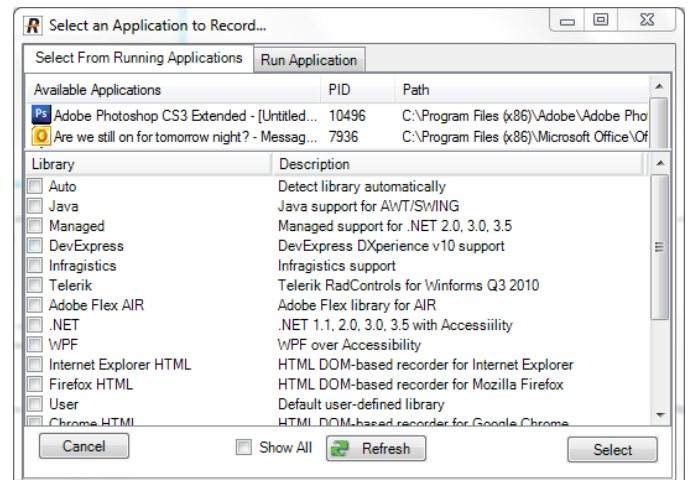 Select an Application to Record...
Select From Running Applications Run Application
Available Applications PID Path
Ps Adobe Photoshop CS3 Extended - [Untitled... 10496 C:\Program Files (x86)\Adobe\Adobe Pho
Are we still on for tomorrow night? - Messag... 7936 C:\Program Files (x86)\Microsoft Office\Of
Library Description
Auto Detect library automatically
Java Java support for AWT/SWING
Managed Managed support for .NET 2.0, 3.0, 3.5
DevExpress DevExpress DXperience v10 support
Infragistics Infragistics support
Telerik Telerik RadControls for Winforms Q3 2010
Adobe Flex AIR Adobe Flex library for AIR
.NET .NET 1.1, 2.0, 3.0, 3.5 with Accessiility
WPF WPF over Accessibility
Internet Explorer HTML HTML DOM-based recorder for Internet Explorer
Firefox HTML HTML DOM-based recorder for Mozilla Firefox
User Default user-defined library
Chrome HTML HTML DOM-based recorder for Google Chrome
Cancel Show All Refresh Select